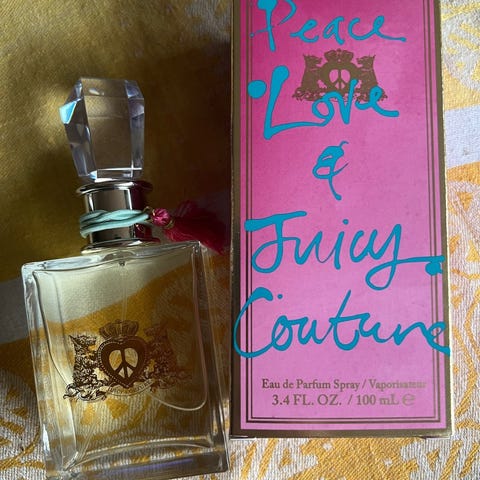 Peace
Love
&
Juicy
Couture
Eau de Parfum Spray / Vaporisateur
3.4 FL. OZ. / 100 mL ℮